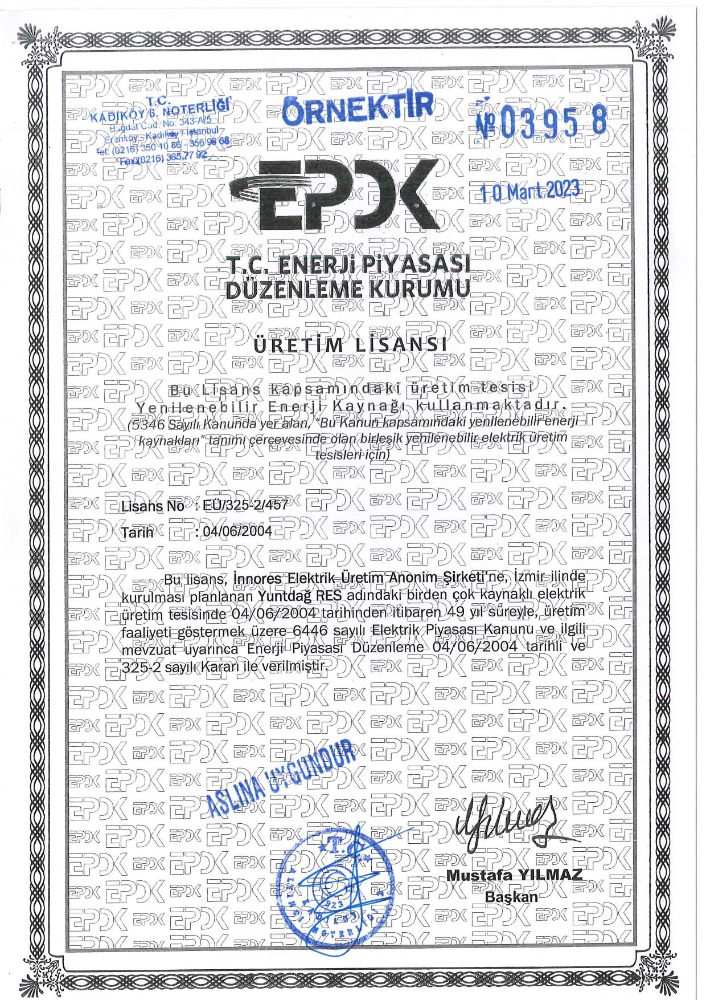 T.C.
KADIKÖY 6. NOTERLİĞİ
Bağdat Cad. No: 343-A/5
Erenköy - Kadıköy / İstanbul
Tel: (0216) 350 10 86 - 356 98 68
Fax: (0216) 385 77 92
ÖRNEKTİR
№ 03958
10 Mart 2023
EPDK
T.C. ENERJİ PİYASASI
DÜZENLEME KURUMU
ÜRETİM LİSANSI
Bu Lisans kapsamındaki üretim tesisi
Yenilenebilir Enerji Kaynağı kullanmaktadır.
(5346 Sayılı Kanunda yer alan, "Bu Kanun kapsamındaki yenilenebilir enerji
kaynakları" tanımı çerçevesinde olan birleşik yenilenebilir elektrik üretim
tesisleri için)
Lisans No : EÜ/325-2/457
Tarih : 04/06/2004
Bu lisans, İnnores Elektrik Üretim Anonim Şirketi'ne, İzmir ilinde
kurulması planlanan Yuntdağ RES adındaki birden çok kaynaklı elektrik
üretim tesisinde 04/06/2004 tarihinden itibaren 49 yıl süreyle, üretim
faaliyeti göstermek üzere 6446 sayılı Elektrik Piyasası Kanunu ve ilgili
mevzuat uyarınca Enerji Piyasası Düzenleme 04/06/2004 tarihli ve
325-2 sayılı Kararı ile verilmiştir.
ASLINA UYGUNDUR
T.C.
1923
KADIKÖY
ALTINCI NOTERLİĞİ
Mustafa YILMAZ
Başkan